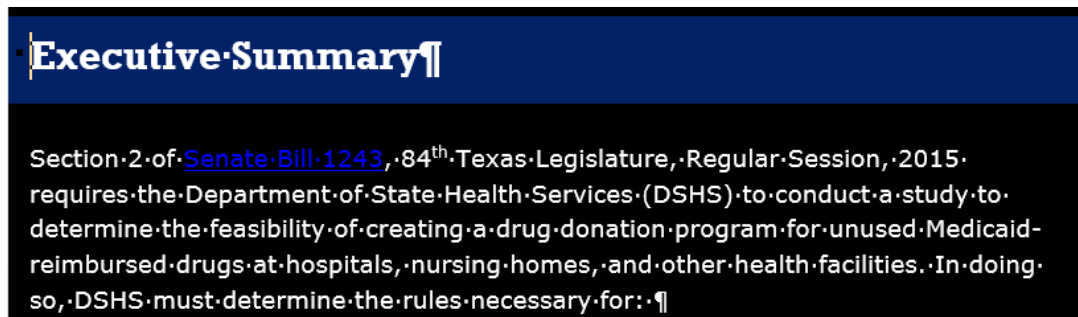 Executive·Summary¶
Section·2·of·Senate·Bill·1243,·84th·Texas·Legislature,·Regular·Session,·2015·
requires·the·Department·of·State·Health·Services·(DSHS)·to·conduct·a·study·to·
determine·the·feasibility·of·creating·a·drug·donation·program·for·unused·Medicaid-
reimbursed·drugs·at·hospitals,·nursing·homes,·and·other·health·facilities.·In·doing·
so,·DSHS·must·determine·the·rules·necessary·for:·¶